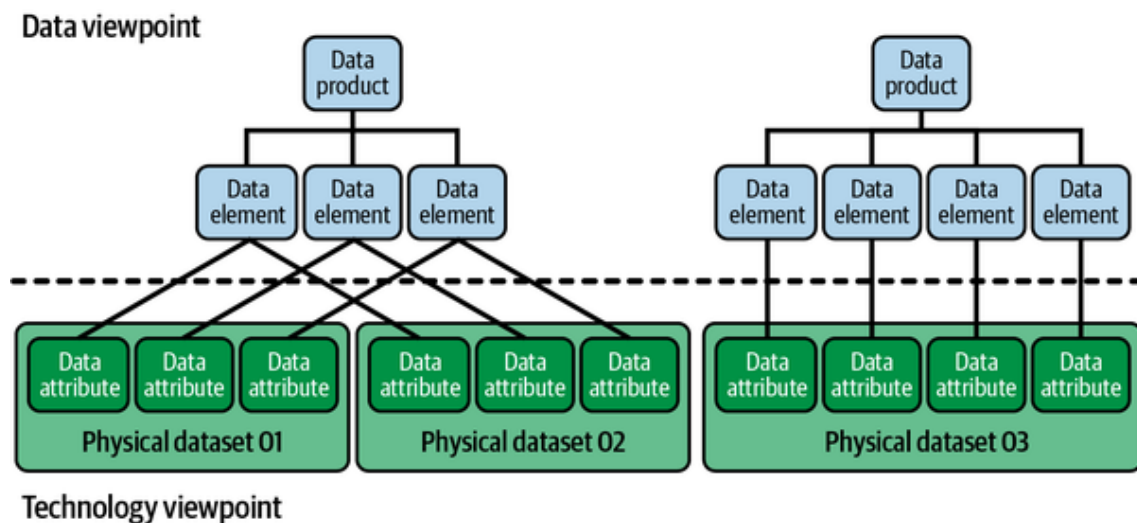 Data viewpoint
Data
product
Data
product
Data
element
Data
element
Data
element
Data
element
Data
element
Data
element
Data
element
Data
attribute
Data
attribute
Data
attribute
Data
attribute
Data
attribute
Data
attribute
Data
attribute
Data
attribute
Data
attribute
Data
attribute
Physical dataset 01
Physical dataset 02
Physical dataset 03
Technology viewpoint